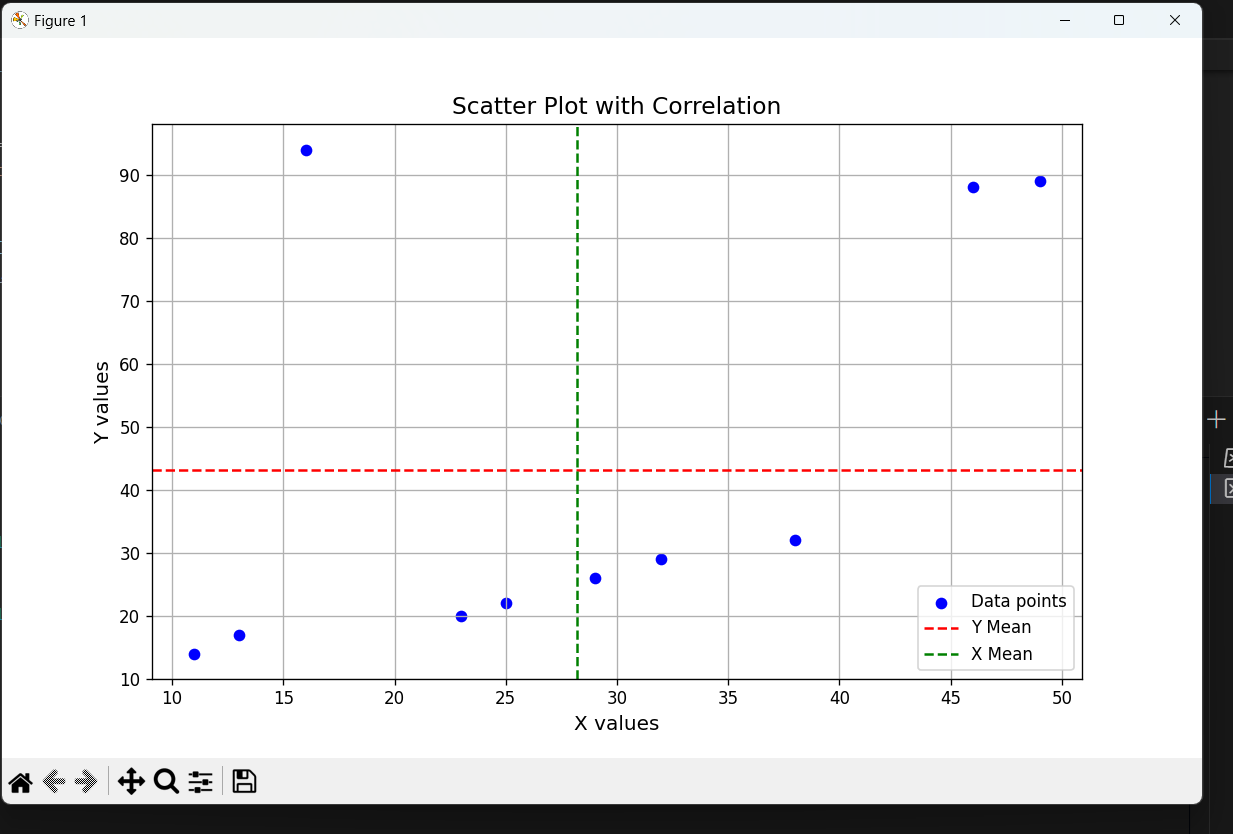 Figure 1
Scatter Plot with Correlation
90
80
70
60
50
40
30
20
10
Y values
10 15 20 25 30 35 40 45 50
X values
Data points
Y Mean
X Mean